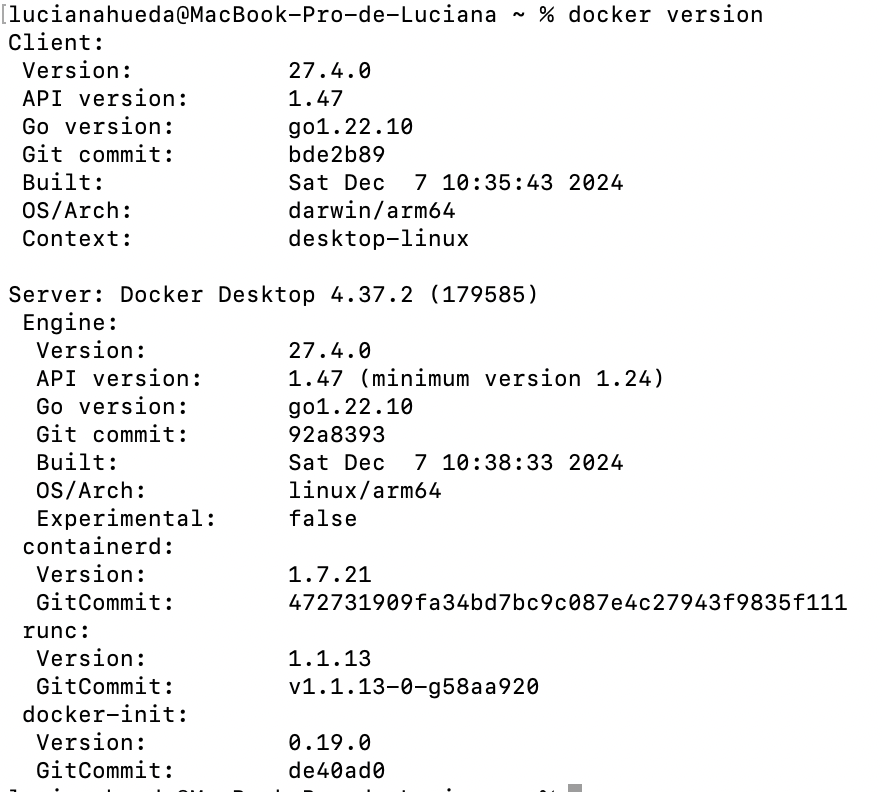 [lucianahueda@MacBook-Pro-de-Luciana ~ % docker version
Client:
 Version:           27.4.0
 API version:       1.47
 Go version:        go1.22.10
 Git commit:        bde2b89
 Built:             Sat Dec  7 10:35:43 2024
 OS/Arch:           darwin/arm64
 Context:           desktop-linux

Server: Docker Desktop 4.37.2 (179585)
 Engine:
  Version:          27.4.0
  API version:      1.47 (minimum version 1.24)
  Go version:       go1.22.10
  Git commit:       92a8393
  Built:            Sat Dec  7 10:38:33 2024
  OS/Arch:          linux/arm64
  Experimental:     false
 containerd:
  Version:          1.7.21
  GitCommit:        472731909fa34bd7bc9c087e4c27943f9835f111
 runc:
  Version:          1.1.13
  GitCommit:        v1.1.13-0-g58aa920
 docker-init:
  Version:          0.19.0
  GitCommit:        de40ad0